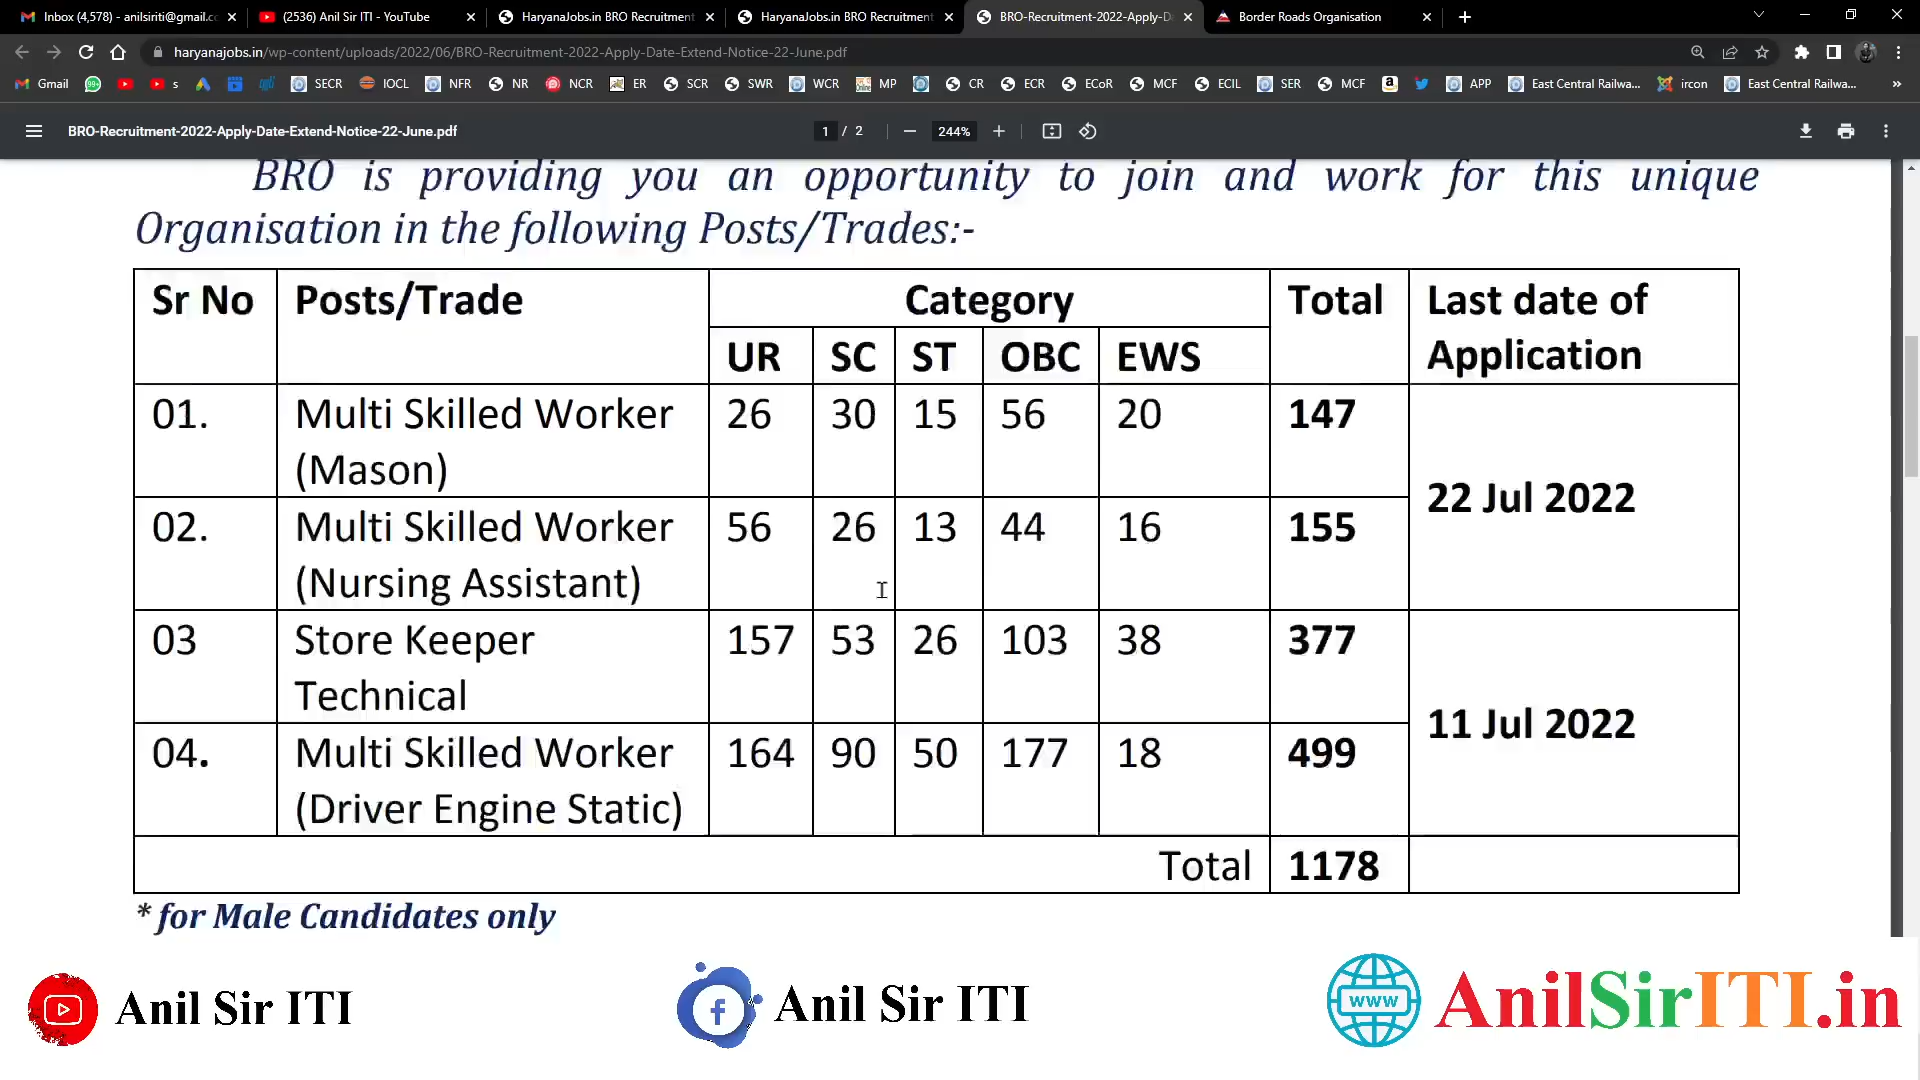 Inbox (4,578) - anilsiriti@gmail.cc
(2536) Anil Sir ITI - YouTube
HaryanaJobs.in BRO Recruitment
HaryanaJobs.in BRO Recruitment
BRO-Recruitment-2022-Apply-Da
Border Roads Organisation
haryanajobs.in/wp-content/uploads/2022/06/BRO-Recruitment-2022-Apply-Date-Extend-Notice-22-June.pdf
Gmail s SECR IOCL NFR NR NCR ER SCR SWR WCR MP CR ECR ECoR MCF ECIL SER MCF APP East Central Railwa... ircon East Central Railwa... »
BRO-Recruitment-2022-Apply-Date-Extend-Notice-22-June.pdf 1 / 2 244%
BRO is providing you an opportunity to join and work for this unique
Organisation in the following Posts/Trades:-
Sr No Posts/Trade Category Total Last date of Application
UR SC ST OBC EWS
01. Multi Skilled Worker (Mason) 26 30 15 56 20 147 22 Jul 2022
02. Multi Skilled Worker (Nursing Assistant) 56 26 13 44 16 155
03 Store Keeper Technical 157 53 26 103 38 377 11 Jul 2022
04. Multi Skilled Worker (Driver Engine Static) 164 90 50 177 18 499
Total 1178
* for Male Candidates only
Anil Sir ITI
Anil Sir ITI
www
AnilSirITI.in